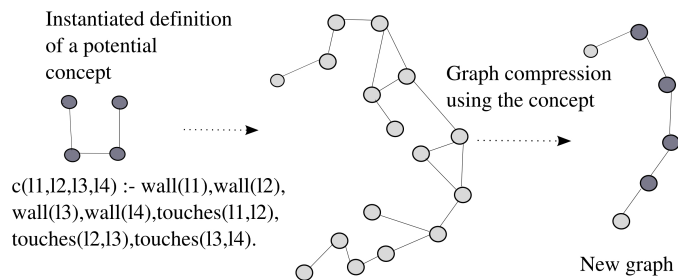 Instantiated definition
of a potential
concept
c(l1,l2,l3,l4) :- wall(l1),wall(l2),
wall(l3),wall(l4),touches(l1,l2),
touches(l2,l3),touches(l3,l4).
Graph compression
using the concept
New graph